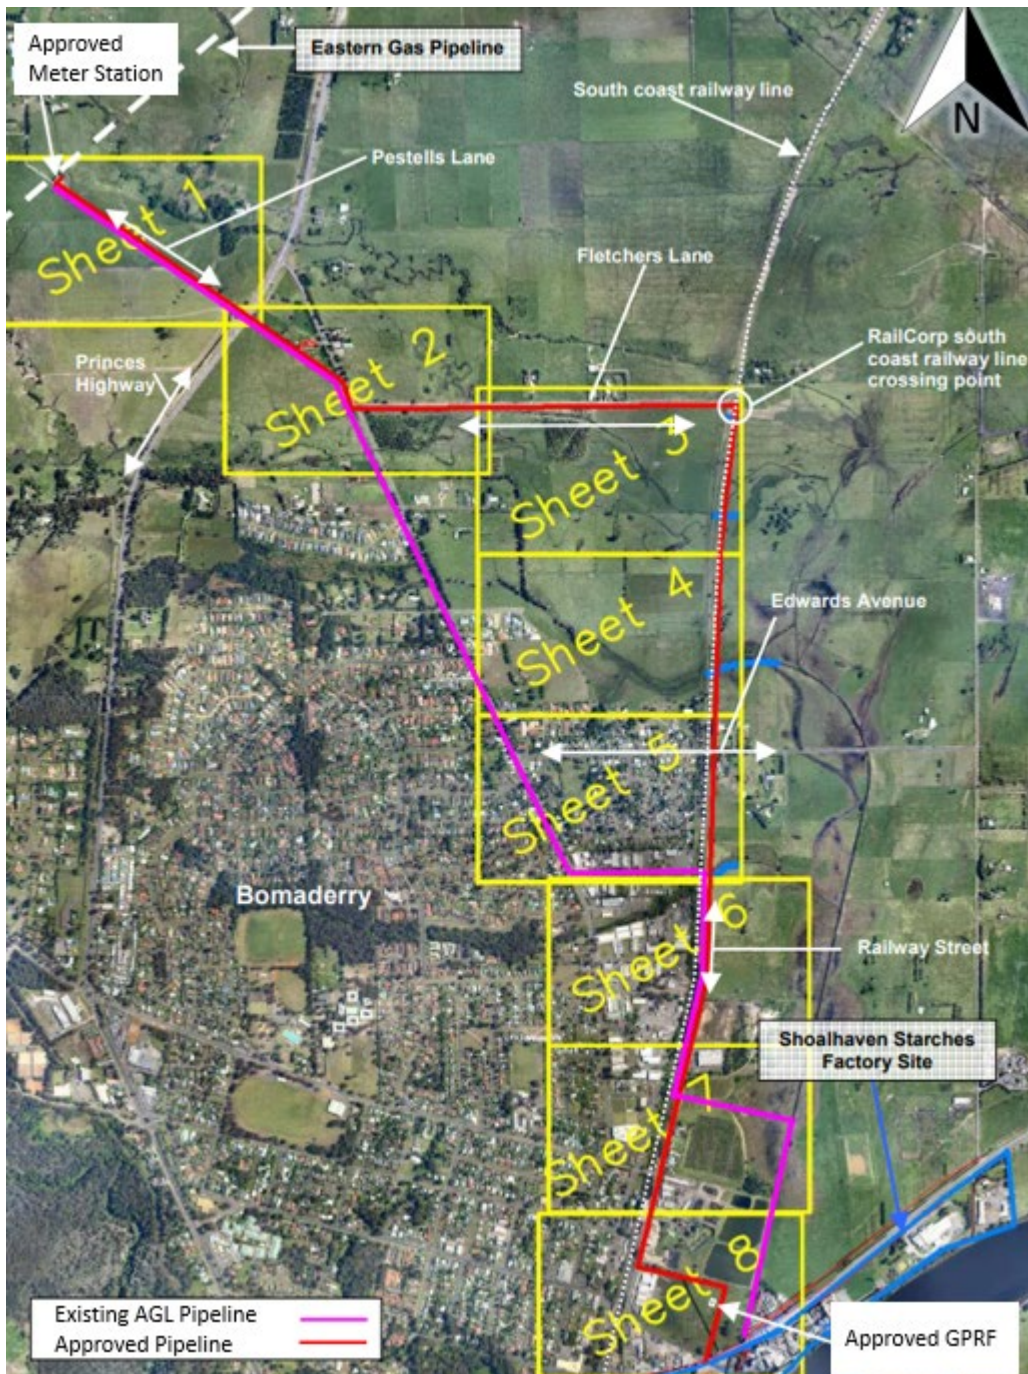 Approved
Meter Station
Eastern Gas Pipeline
South coast railway line
N
Pestells Lane
Sheet 1
Fletchers Lane
Princes
Highway
Sheet 2
RailCorp south
coast railway line
crossing point
Sheet 3
Sheet 4
Edwards Avenue
Sheet 5
Bomaderry
Sheet 6
Railway Street
Shoalhaven Starches
Factory Site
Sheet 7
Sheet 8
Existing AGL Pipeline
Approved Pipeline
Approved GPRF